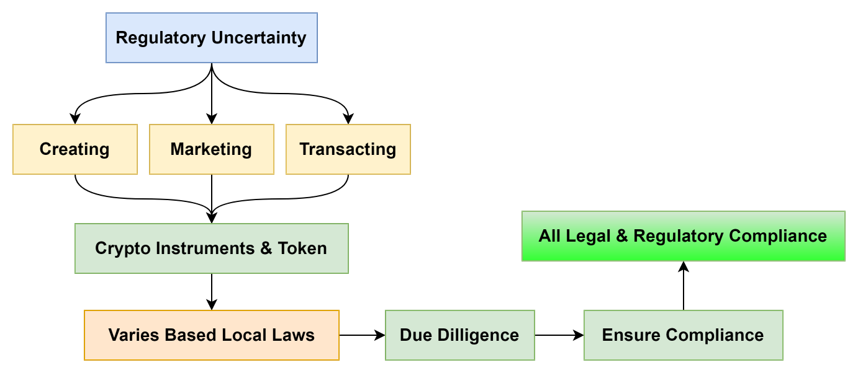 Regulatory Uncertainty
Creating
Marketing
Transacting
Crypto Instruments & Token
All Legal & Regulatory Compliance
Varies Based Local Laws
Due Dilligence
Ensure Compliance